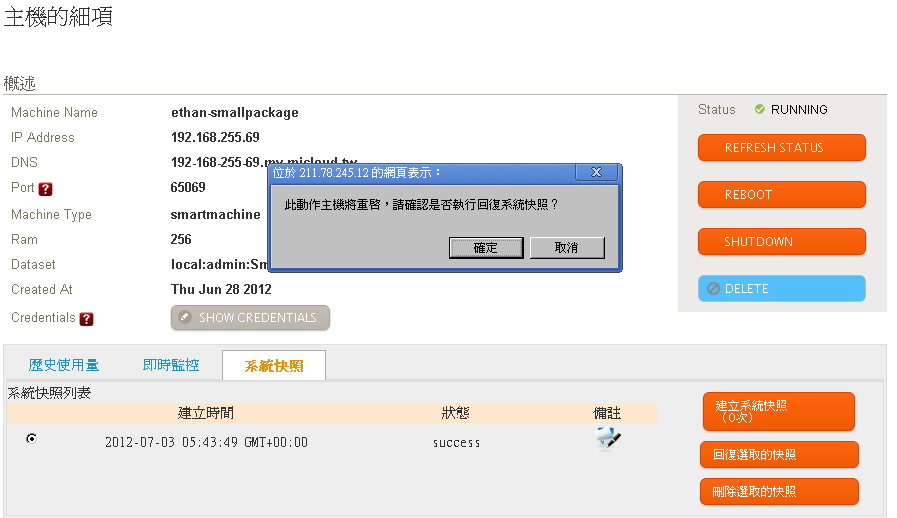 主機的細項
概述
Machine Name ethan-smallpackage
IP Address 192.168.255.69
DNS 192-168-255-69.my.micloud.tw
Port ? 65069
Machine Type smartmachine
Ram 256
Dataset local:admin:Sm
Created At Thu Jun 28 2012
Credentials ? SHOW CREDENTIALS
Status RUNNING
REFRESH STATUS
REBOOT
SHUTDOWN
DELETE
位於 211.78.245.12 的網頁表示：
X
此動作主機將重啓，請確認是否執行回復系統快照？
確定 取消
歷史使用量 即時監控 系統快照
系統快照列表
建立時間 狀態 備註
2012-07-03 05:43:49 GMT+00:00 success
建立系統快照
(0次)
回復選取的快照
刪除選取的快照